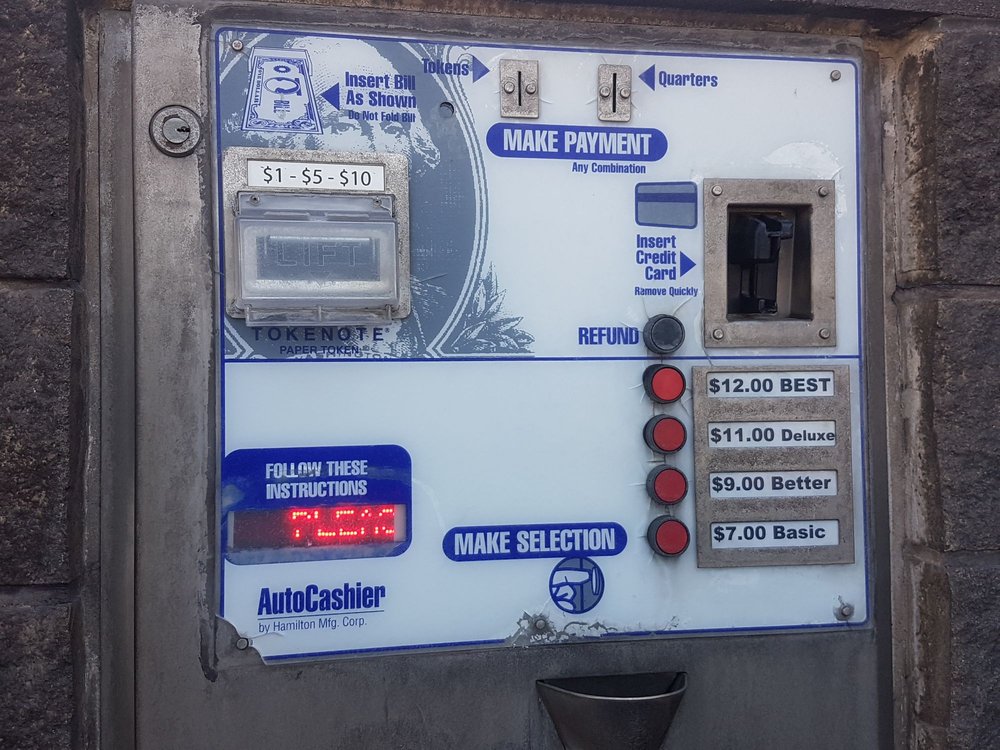 Tokens
Quarters
Insert Bill
As Shown
Do Not Fold Bill
MAKE PAYMENT
Any Combination
$1 - $5 - $10
LIFT
Insert
Credit
Card
Remove Quickly
TOKENOTE®
PAPER TOKEN
REFUND
$12.00 BEST
$11.00 Deluxe
$9.00 Better
$7.00 Basic
FOLLOW THESE
INSTRUCTIONS
PLEAS
MAKE SELECTION
AutoCashier
by Hamilton Mfg. Corp.